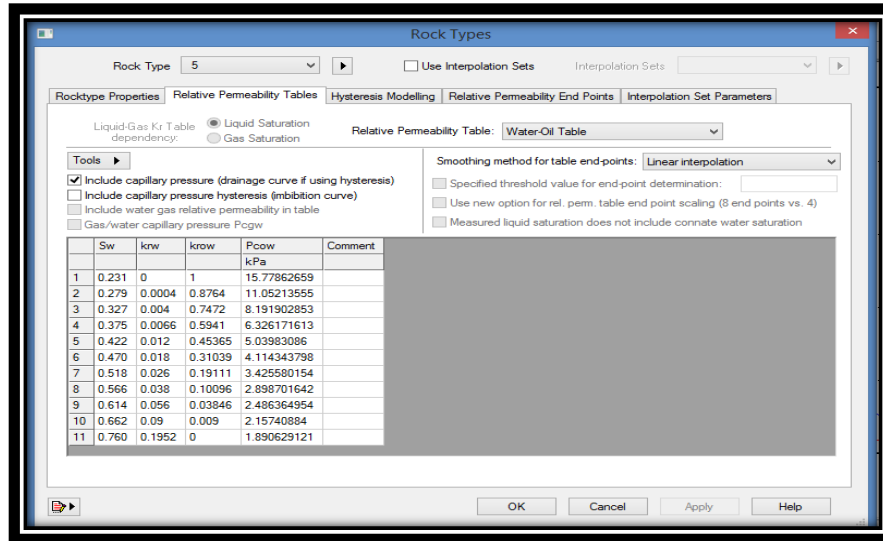 Rock Types
Rock Type 5 Use Interpolation Sets Interpolation Sets
Rocktype Properties Relative Permeability Tables Hysteresis Modelling Relative Permeability End Points Interpolation Set Parameters
Liquid-Gas Kr Table dependency: Liquid Saturation Gas Saturation
Relative Permeability Table: Water-Oil Table
Tools
Smoothing method for table end-points: Linear interpolation
Include capillary pressure (drainage curve if using hysteresis)
Include capillary pressure hysteresis (imbibition curve)
Include water gas relative permeability in table
Gas/water capillary pressure Pcgw
Specified threshold value for end-point determination:
Use new option for rel. perm. table end point scaling (8 end points vs. 4)
Measured liquid saturation does not include connate water saturation
Sw krw krow Pcow Comment
kPa
1 0.231 0 1 15.77862659
2 0.279 0.0004 0.8764 11.05213555
3 0.327 0.004 0.7472 8.191902853
4 0.375 0.0066 0.5941 6.326171613
5 0.422 0.012 0.45365 5.03983086
6 0.470 0.018 0.31039 4.114343798
7 0.518 0.026 0.19111 3.425580154
8 0.566 0.038 0.10096 2.898701642
9 0.614 0.056 0.03846 2.486364954
10 0.662 0.09 0.009 2.15740884
11 0.760 0.1952 0 1.890629121
OK Cancel Apply Help